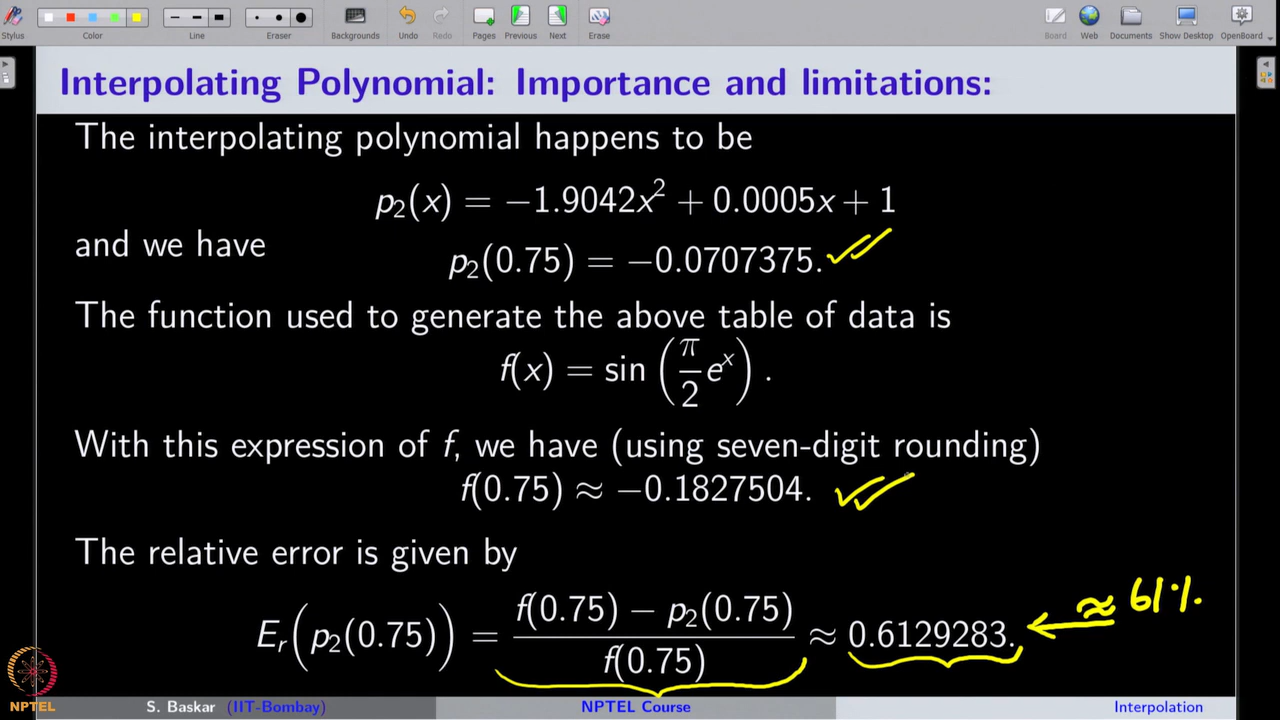 Stylus Color Line Eraser Backgrounds Undo Redo Pages Previous Next Erase Board Web Documents Show Desktop OpenBoard
Interpolating Polynomial: Importance and limitations:
The interpolating polynomial happens to be
p₂(x) = −1.9042x² + 0.0005x + 1
and we have
p₂(0.75) = −0.0707375.
The function used to generate the above table of data is
f(x) = sin (π/2 eˣ) .
With this expression of f, we have (using seven-digit rounding)
f(0.75) ≈ −0.1827504.
The relative error is given by
Eᵣ(p₂(0.75)) = (f(0.75) − p₂(0.75)) / f(0.75) ≈ 0.6129283. ≈ 61%
NPTEL S. Baskar (IIT-Bombay) NPTEL Course Interpolation